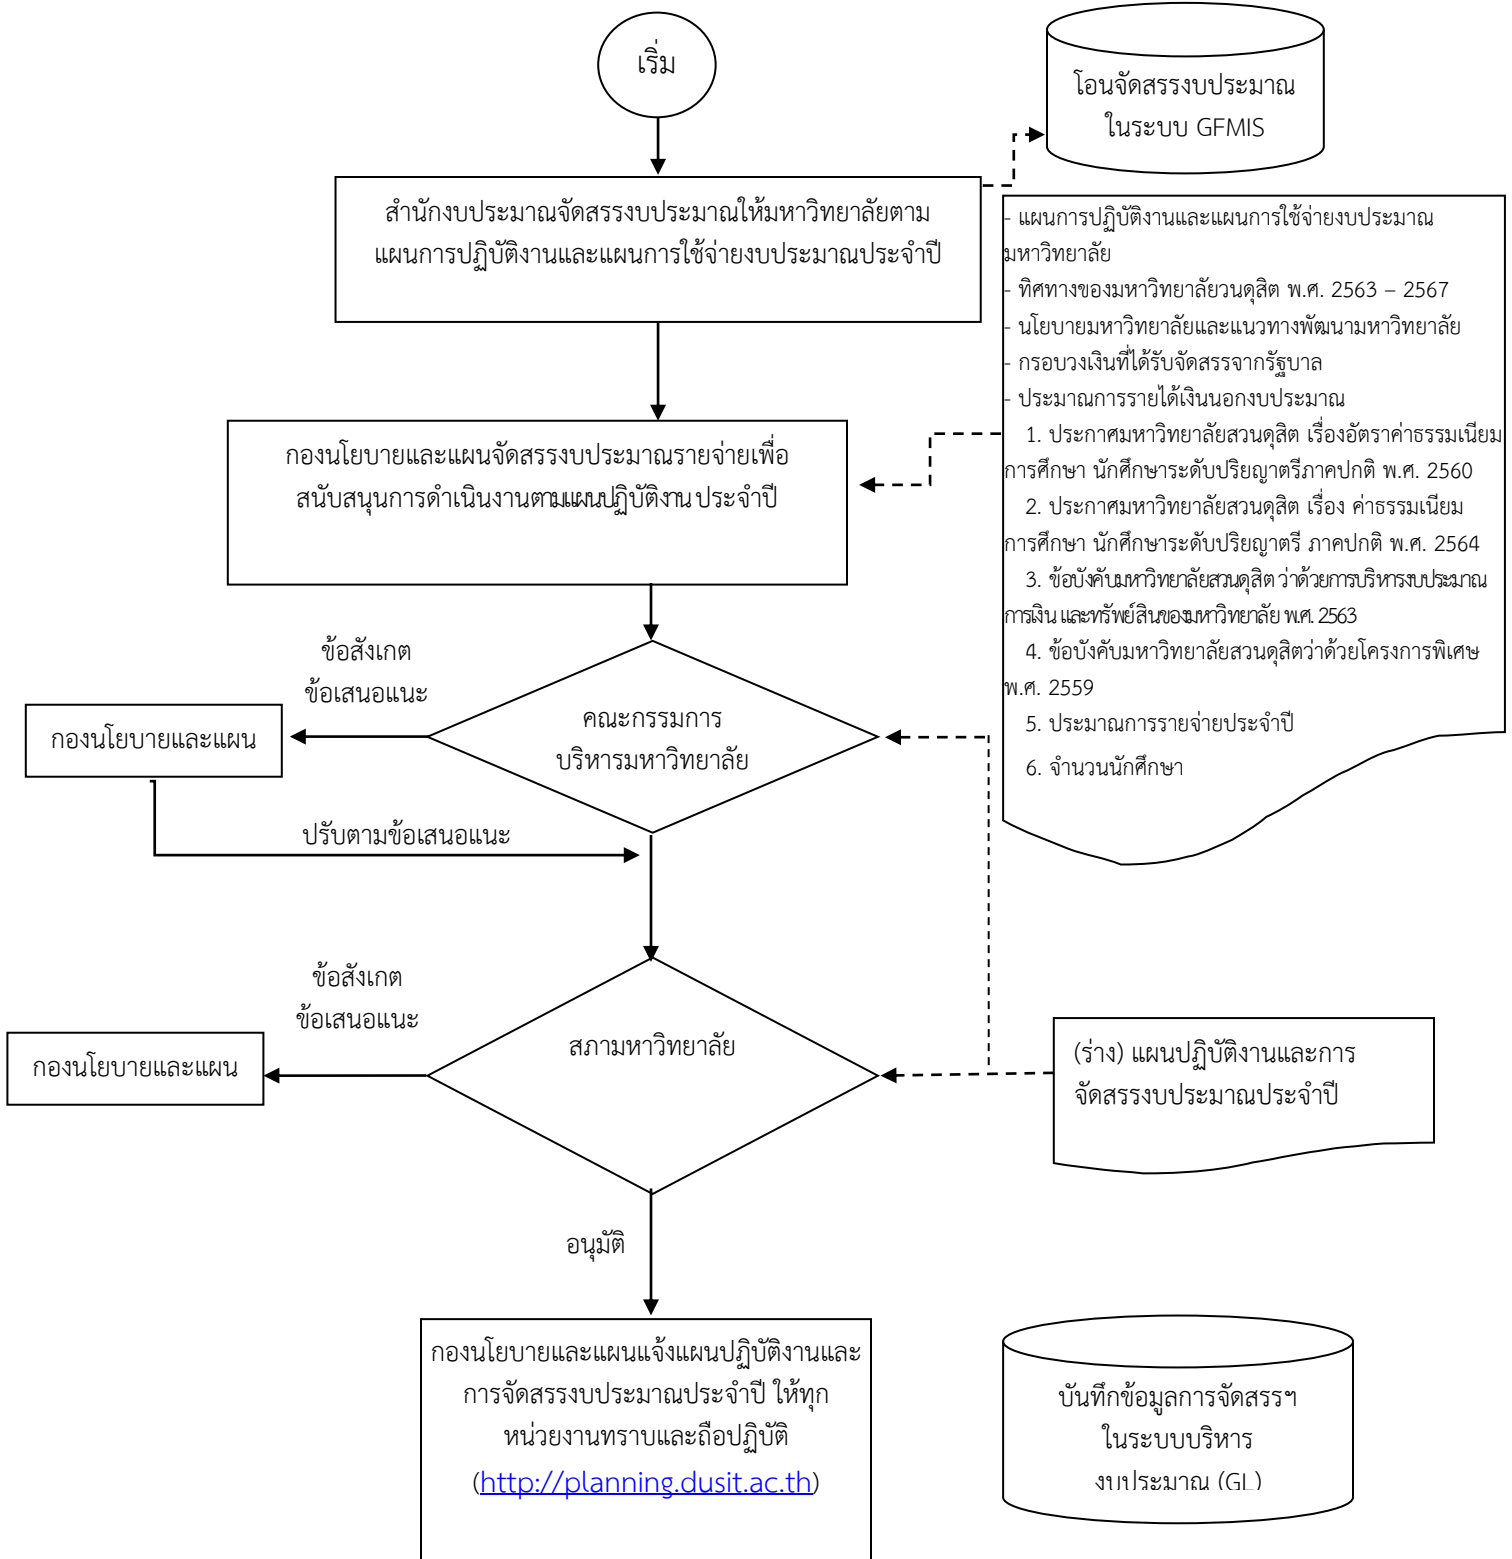 เริ่ม
โอนจัดสรรงบประมาณ
ในระบบ GFMIS
สำนักงบประมาณจัดสรรงบประมาณให้มหาวิทยาลัยตาม
แผนการปฏิบัติงานและแผนการใช้จ่ายงบประมาณประจำปี
- แผนการปฏิบัติงานและแผนการใช้จ่ายงบประมาณ
มหาวิทยาลัย
- ทิศทางของมหาวิทยาลัยวนดุสิต พ.ศ. 2563 – 2567
- นโยบายมหาวิทยาลัยและแนวทางพัฒนามหาวิทยาลัย
- กรอบวงเงินที่ได้รับจัดสรรจากรัฐบาล
- ประมาณการรายได้เงินนอกงบประมาณ
1. ประกาศมหาวิทยาลัยสวนดุสิต เรื่องอัตราค่าธรรมเนียม
การศึกษา นักศึกษาระดับปริยญาตรีภาคปกติ พ.ศ. 2560
2. ประกาศมหาวิทยาลัยสวนดุสิต เรื่อง ค่าธรรมเนียม
การศึกษา นักศึกษาระดับปริยญาตรี ภาคปกติ พ.ศ. 2564
3. ข้อบังคับมหาวิทยาลัยสวนดุสิต ว่าด้วยการบริหารงบประมาณ
การเงิน และทรัพย์สินของมหาวิทยาลัย พ.ศ. 2563
4. ข้อบังคับมหาวิทยาลัยสวนดุสิตว่าด้วยโครงการพิเศษ
พ.ศ. 2559
5. ประมาณการรายจ่ายประจำปี
6. จำนวนนักศึกษา
กองนโยบายและแผนจัดสรรงบประมาณรายจ่ายเพื่อ
สนับสนุนการดำเนินงานตามแผนปฏิบัติงาน ประจำปี
ข้อสังเกต
ข้อเสนอแนะ
คณะกรรมการ
บริหารมหาวิทยาลัย
กองนโยบายและแผน
ปรับตามข้อเสนอแนะ
ข้อสังเกต
ข้อเสนอแนะ
สภามหาวิทยาลัย
กองนโยบายและแผน
(ร่าง) แผนปฏิบัติงานและการ
จัดสรรงบประมาณประจำปี
อนุมัติ
กองนโยบายและแผนแจ้งแผนปฏิบัติงานและ
การจัดสรรงบประมาณประจำปี ให้ทุก
หน่วยงานทราบและถือปฏิบัติ
(http://planning.dusit.ac.th)
บันทึกข้อมูลการจัดสรรฯ
ในระบบบริหาร
งบประมาณ (GL)